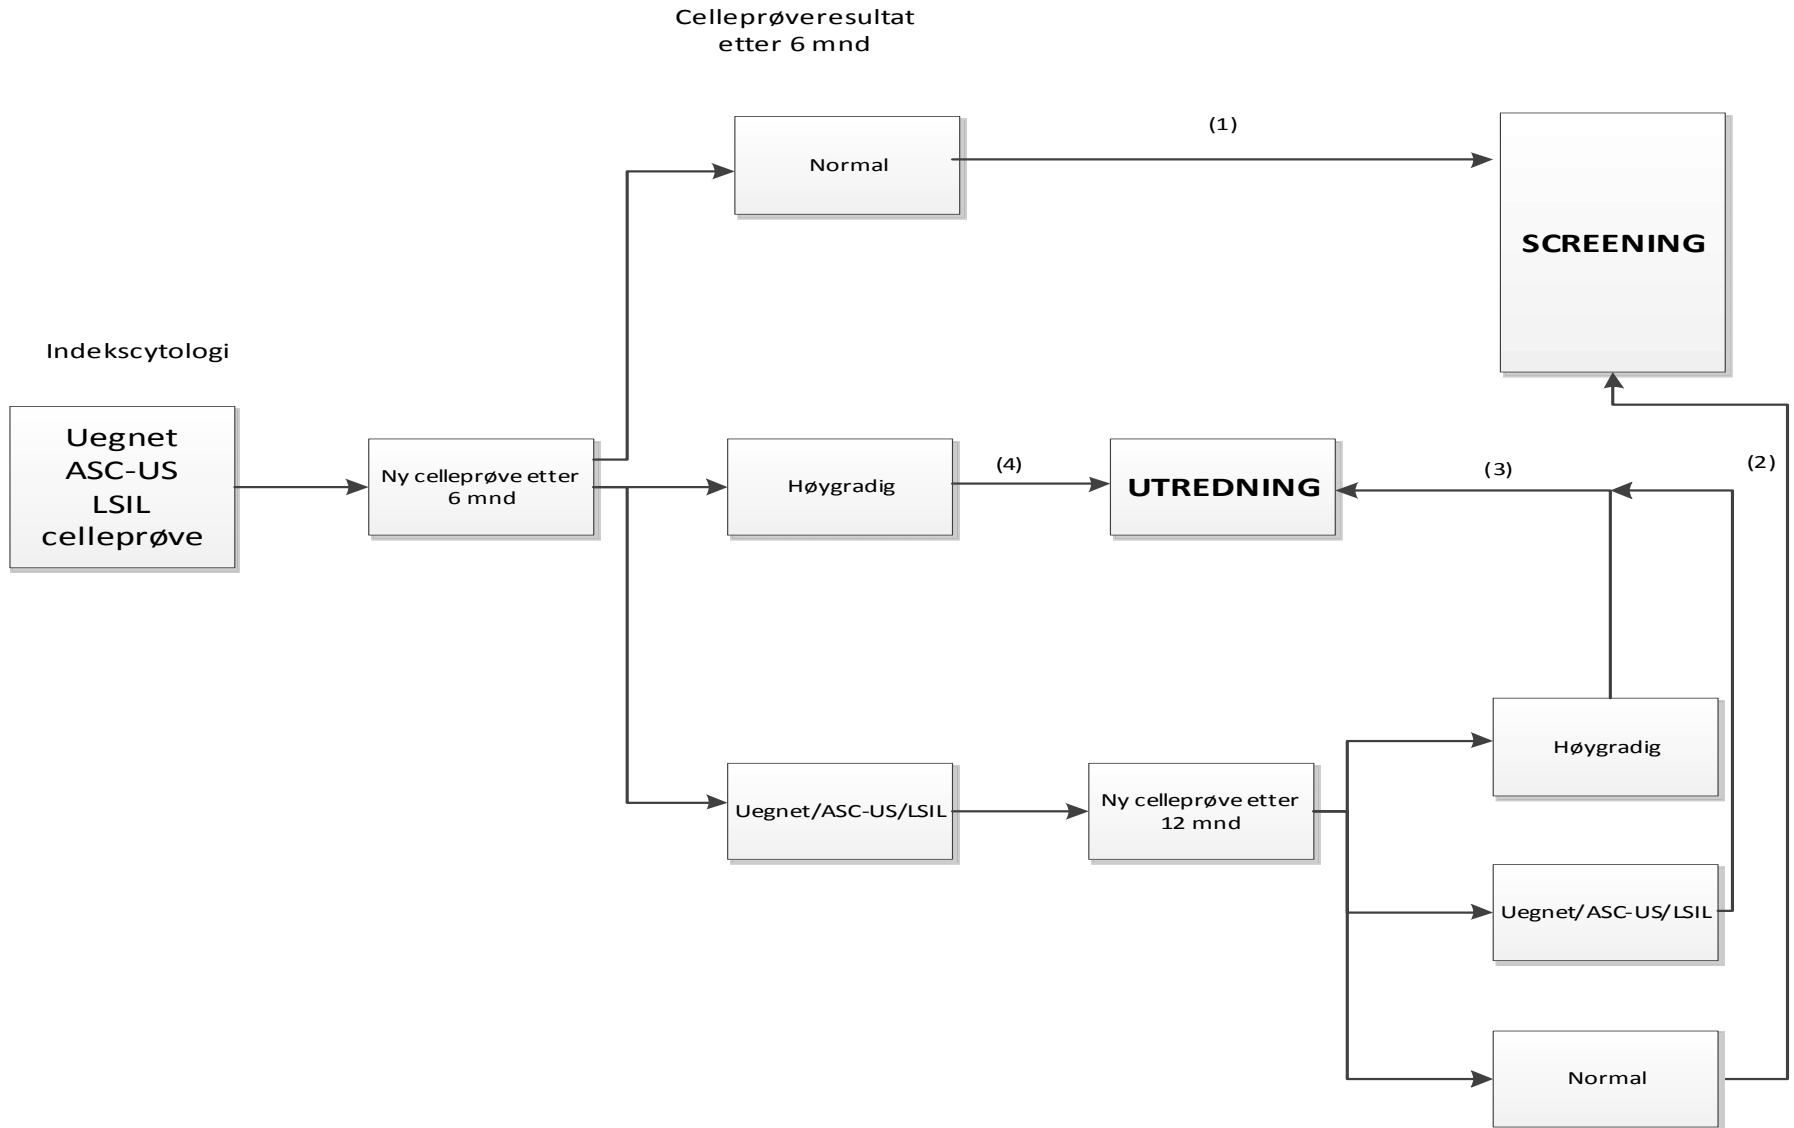 Celleprøveresultat
etter 6 mnd
Normal
(1)
SCREENING
Indekscytologi
Uegnet
ASC-US
LSIL
celleprøve
Ny celleprøve etter
6 mnd
Høygradig
(4)
UTREDNING
(3)
(2)
Høygradig
Uegnet/ASC-US/LSIL
Ny celleprøve etter
12 mnd
Uegnet/ASC-US/LSIL
Normal